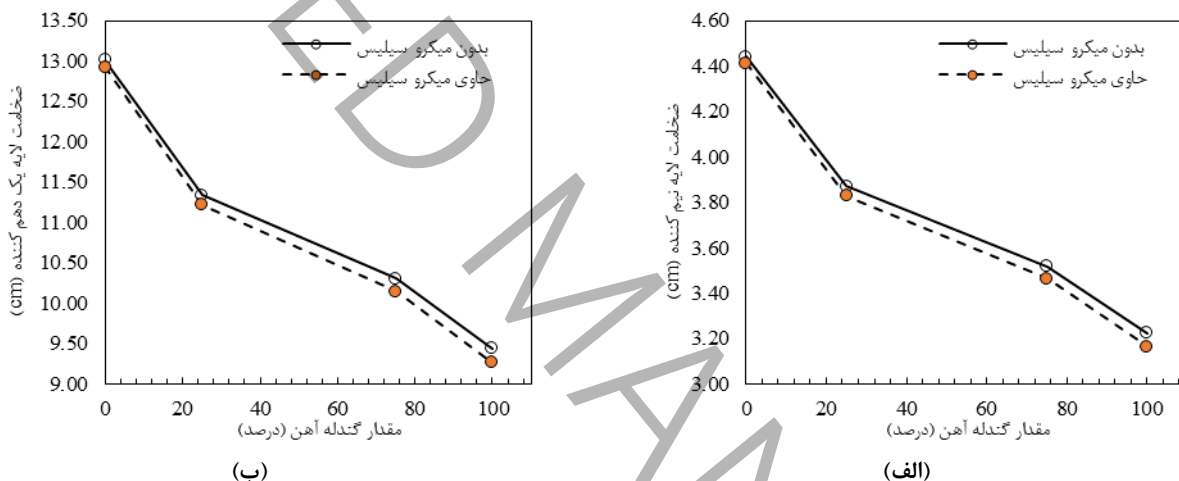 13.50
13.00
12.50
12.00
11.50
11.00
10.50
10.00
9.50
9.00
0 20 40 60 80 100
ضخامت لایه یک دهم کننده (cm)
مقدار گندله آهن (درصد)
بدون میکرو سیلیس
حاوی میکرو سیلیس
(ب)
4.60
4.40
4.20
4.00
3.80
3.60
3.40
3.20
3.00
0 20 40 60 80 100
ضخامت لایه نیم کننده (cm)
مقدار گندله آهن (درصد)
بدون میکرو سیلیس
حاوی میکرو سیلیس
(الف)
ED MA